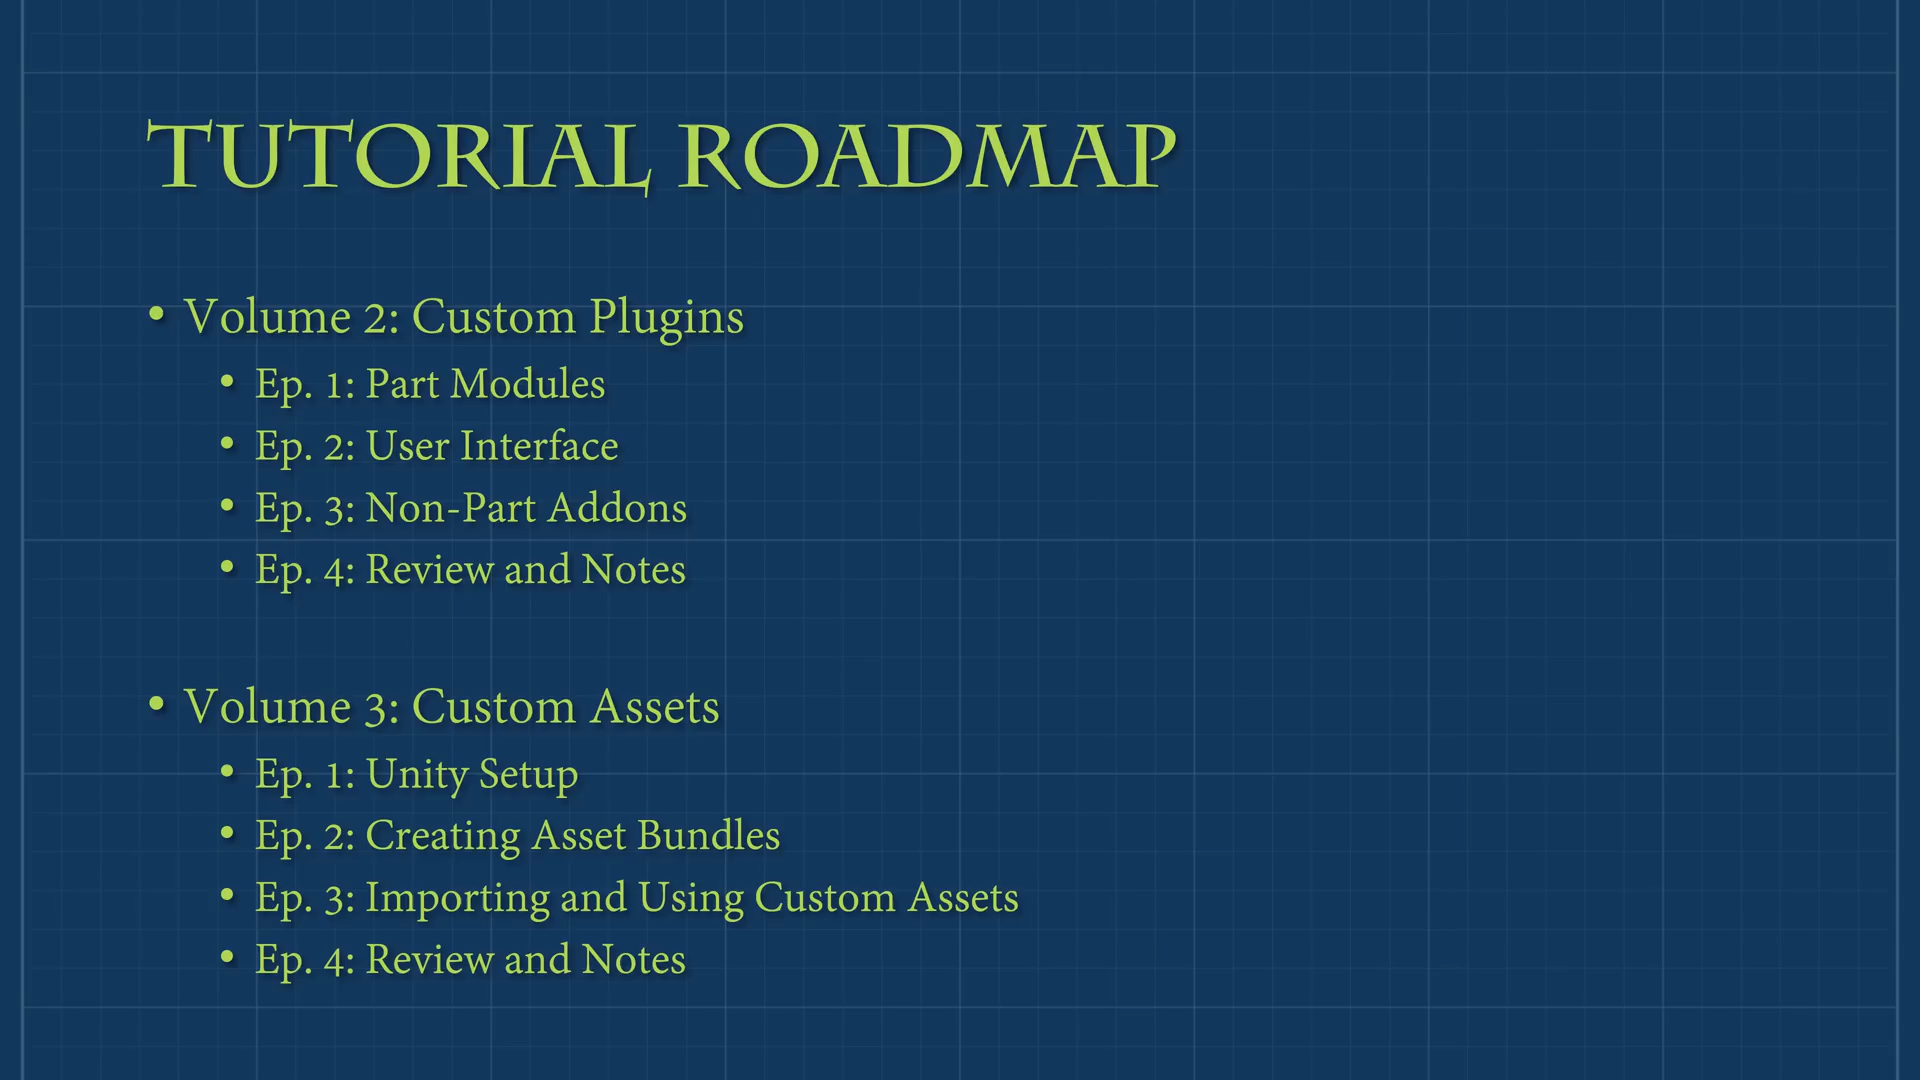 TUTORIAL ROADMAP
• Volume 2: Custom Plugins
• Ep. 1: Part Modules
• Ep. 2: User Interface
• Ep. 3: Non-Part Addons
• Ep. 4: Review and Notes
• Volume 3: Custom Assets
• Ep. 1: Unity Setup
• Ep. 2: Creating Asset Bundles
• Ep. 3: Importing and Using Custom Assets
• Ep. 4: Review and Notes